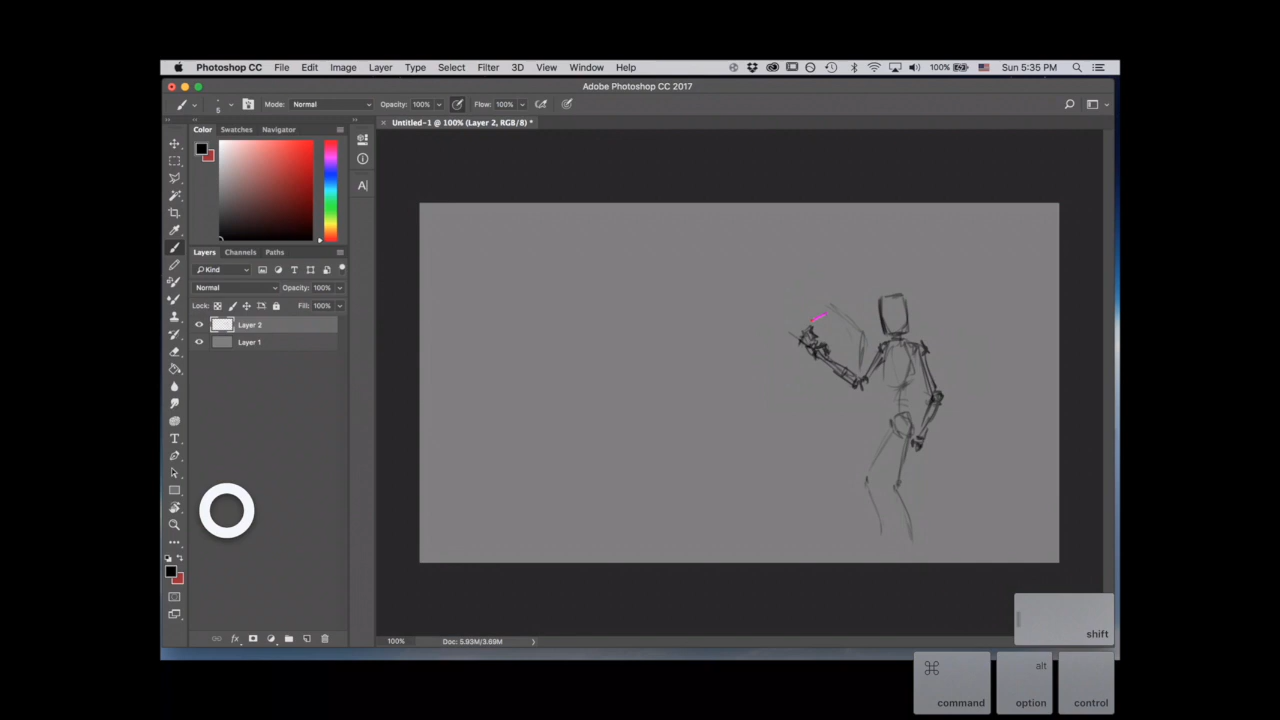 Photoshop CC File Edit Image Layer Type Select Filter 3D View Window Help 100% Sun 5:35 PM
Adobe Photoshop CC 2017
5 Mode: Normal Opacity: 100% Flow: 100%
Untitled-1 @ 100% (Layer 2, RGB/8) *
Color Swatches Navigator
A
Layers Channels Paths
Kind
Normal Opacity: 100%
Lock: Fill: 100%
Layer 2
Layer 1
fx
100% Doc: 5.93M/3.69M
shift
⌘ alt
command option control